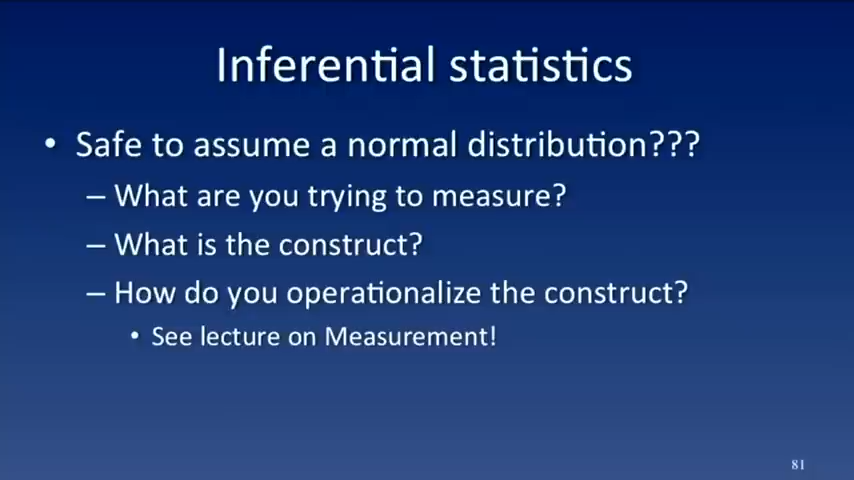 Inferential statistics
• Safe to assume a normal distribution???
– What are you trying to measure?
– What is the construct?
– How do you operationalize the construct?
• See lecture on Measurement!
81